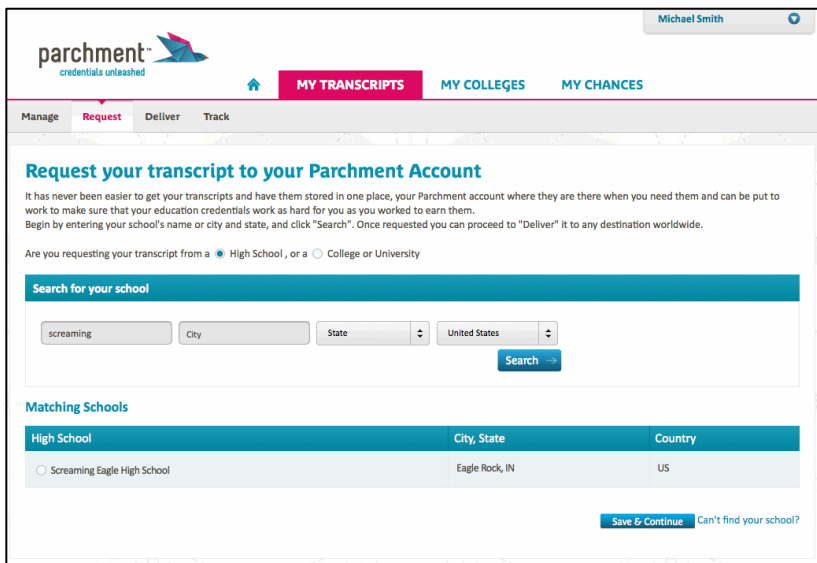 Michael Smith
parchment™
credentials unleashed
MY TRANSCRIPTS MY COLLEGES MY CHANCES
Manage Request Deliver Track
Request your transcript to your Parchment Account
It has never been easier to get your transcripts and have them stored in one place, your Parchment account where they are there when you need them and can be put to
work to make sure that your education credentials work as hard for you as you worked to earn them.
Begin by entering your school's name or city and state, and click "Search". Once requested you can proceed to "Deliver" it to any destination worldwide.
Are you requesting your transcript from a High School , or a College or University
Search for your school
screaming City State United States
Search →
Matching Schools
High School City, State Country
Screaming Eagle High School Eagle Rock, IN US
Save & Continue Can't find your school?